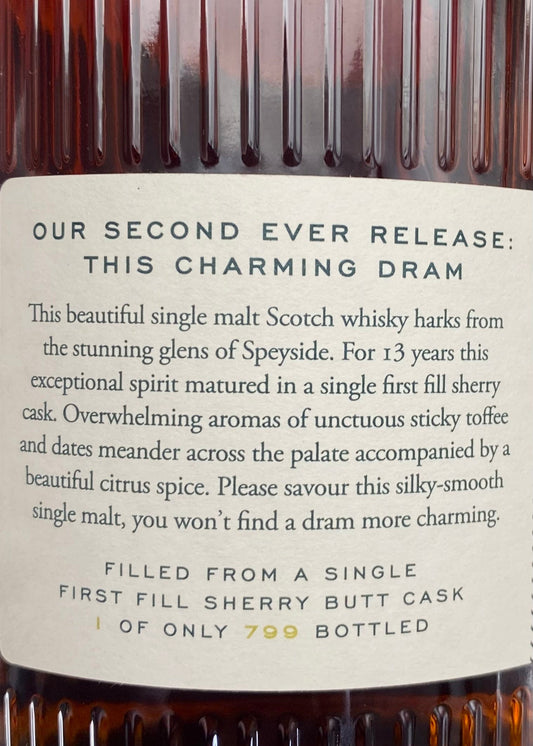 OUR SECOND EVER RELEASE:
THIS CHARMING DRAM
This beautiful single malt Scotch whisky harks from
the stunning glens of Speyside. For 13 years this
exceptional spirit matured in a single first fill sherry
cask. Overwhelming aromas of unctuous sticky toffee
and dates meander across the palate accompanied by a
beautiful citrus spice. Please savour this silky-smooth
single malt, you won't find a dram more charming.
FILLED FROM A SINGLE
FIRST FILL SHERRY BUTT CASK
1 OF ONLY 799 BOTTLED